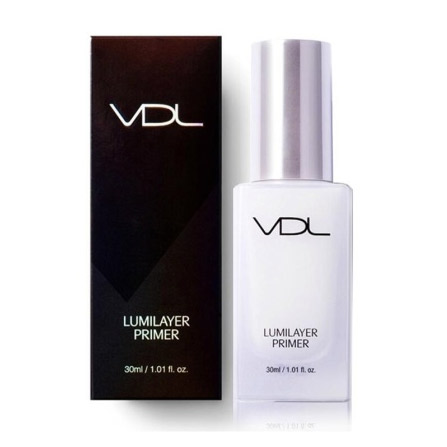 VDL
LUMILAYER
PRIMER
30ml / 1.01 fl. oz.
VDL
LUMILAYER
PRIMER
30ml / 1.01 fl. oz.